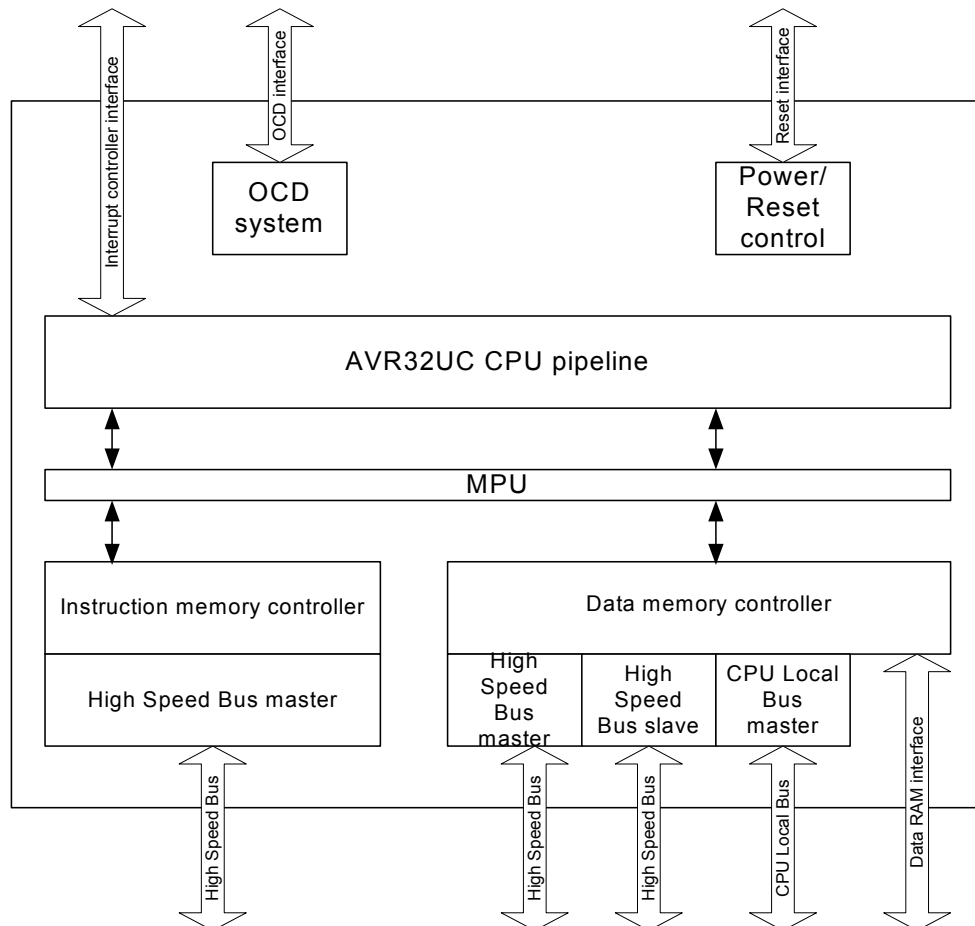 Interrupt controller interface
OCD interface
Reset interface
OCD
system
Power/
Reset
control
AVR32UC CPU pipeline
MPU
Instruction memory controller
Data memory controller
High Speed Bus master
High
Speed
Bus
master
High
Speed
Bus slave
CPU Local
Bus
master
High Speed Bus
High Speed Bus
High Speed Bus
CPU Local Bus
Data RAM interface